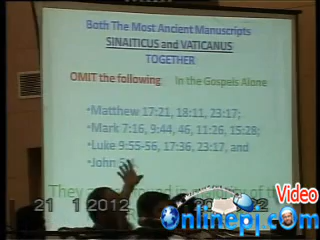 Both The Most Ancient Manuscripts
SINAITICUS and VATICANUS
TOGETHER
OMIT the following In the Gospels Alone
•Matthew 17:21, 18:11, 23:17;
•Mark 7:16, 9:44, 46, 11:26, 15:28;
•Luke 9:55-56, 17:36, 23:17, and
•John 5
They
21 1 2012
Video
Onlinepj.com